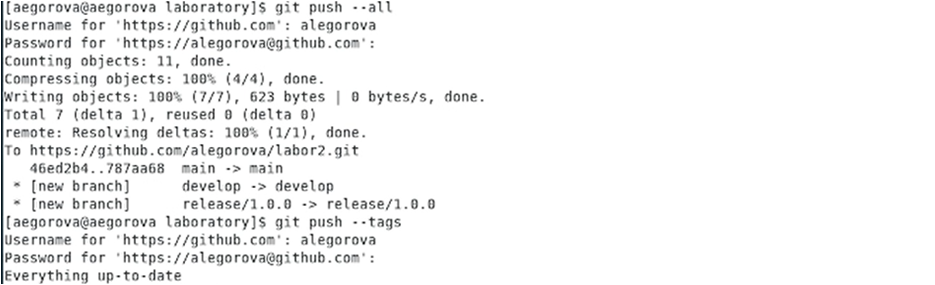 [aegorova@aegorova laboratory]$ git push --all
Username for 'https://github.com': alegorova
Password for 'https://alegorova@github.com':
Counting objects: 11, done.
Compressing objects: 100% (4/4), done.
Writing objects: 100% (7/7), 623 bytes | 0 bytes/s, done.
Total 7 (delta 1), reused 0 (delta 0)
remote: Resolving deltas: 100% (1/1), done.
To https://github.com/alegorova/labor2.git
   46ed2b4..787aa68  main -> main
 * [new branch]      develop -> develop
 * [new branch]      release/1.0.0 -> release/1.0.0
[aegorova@aegorova laboratory]$ git push --tags
Username for 'https://github.com': alegorova
Password for 'https://alegorova@github.com':
Everything up-to-date